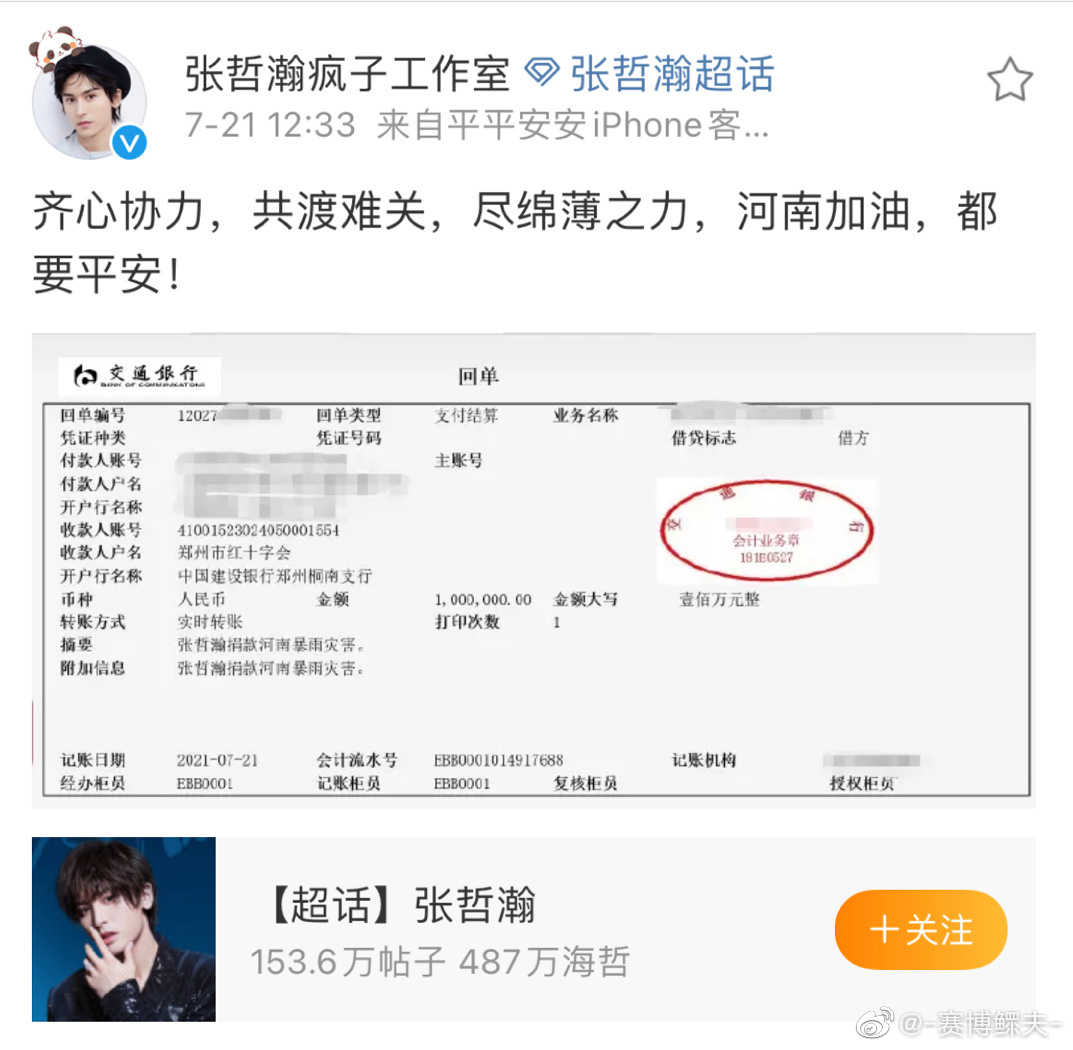 张哲瀚疯子工作室 张哲瀚超话
7-21 12:33 来自平平安安iPhone客...
齐心协力，共渡难关，尽绵薄之力，河南加油，都
要平安！
交通银行 回单
BANK OF COMMUNICATIONS
回单编号 12027 回单类型 支付结算 业务名称
凭证种类 凭证号码 借贷标志 借方
付款人账号 主账号
付款人户名
开户行名称
收款人账号 41001523024050001554
收款人户名 郑州市红十字会
开户行名称 中国建设银行郑州桐南支行
币种 人民币 金额 1,000,000.00 金额大写 壹佰万元整
转账方式 实时转账 打印次数 1
摘要 张哲瀚捐款河南暴雨灾害。
附加信息 张哲瀚捐款河南暴雨灾害。
交通银行
会计业务章
181E0527
记账日期 2021-07-21 会计流水号 EBB0001014917688 记账机构
经办柜员 EBB0001 记账柜员 EBB0001 复核柜员 授权柜员
【超话】张哲瀚
153.6万帖子 487万海哲
+关注
@-赛博鳏夫-